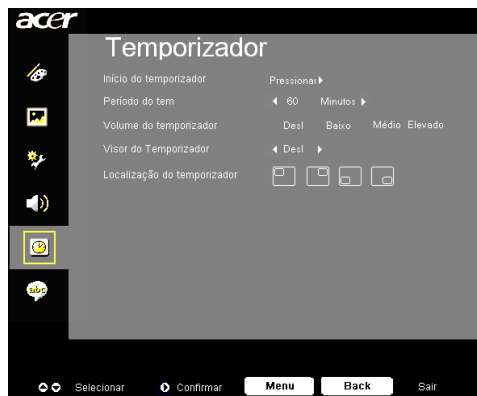 acer
Temporizador
Início do temporizador Pressionar
Período do tem 60 Minutos
Volume do temporizador Desl Baixo Médio Elevado
Visor do Temporizador Desl
Localização do temporizador
abc
Selecionar Confirmar Menu Back Sair